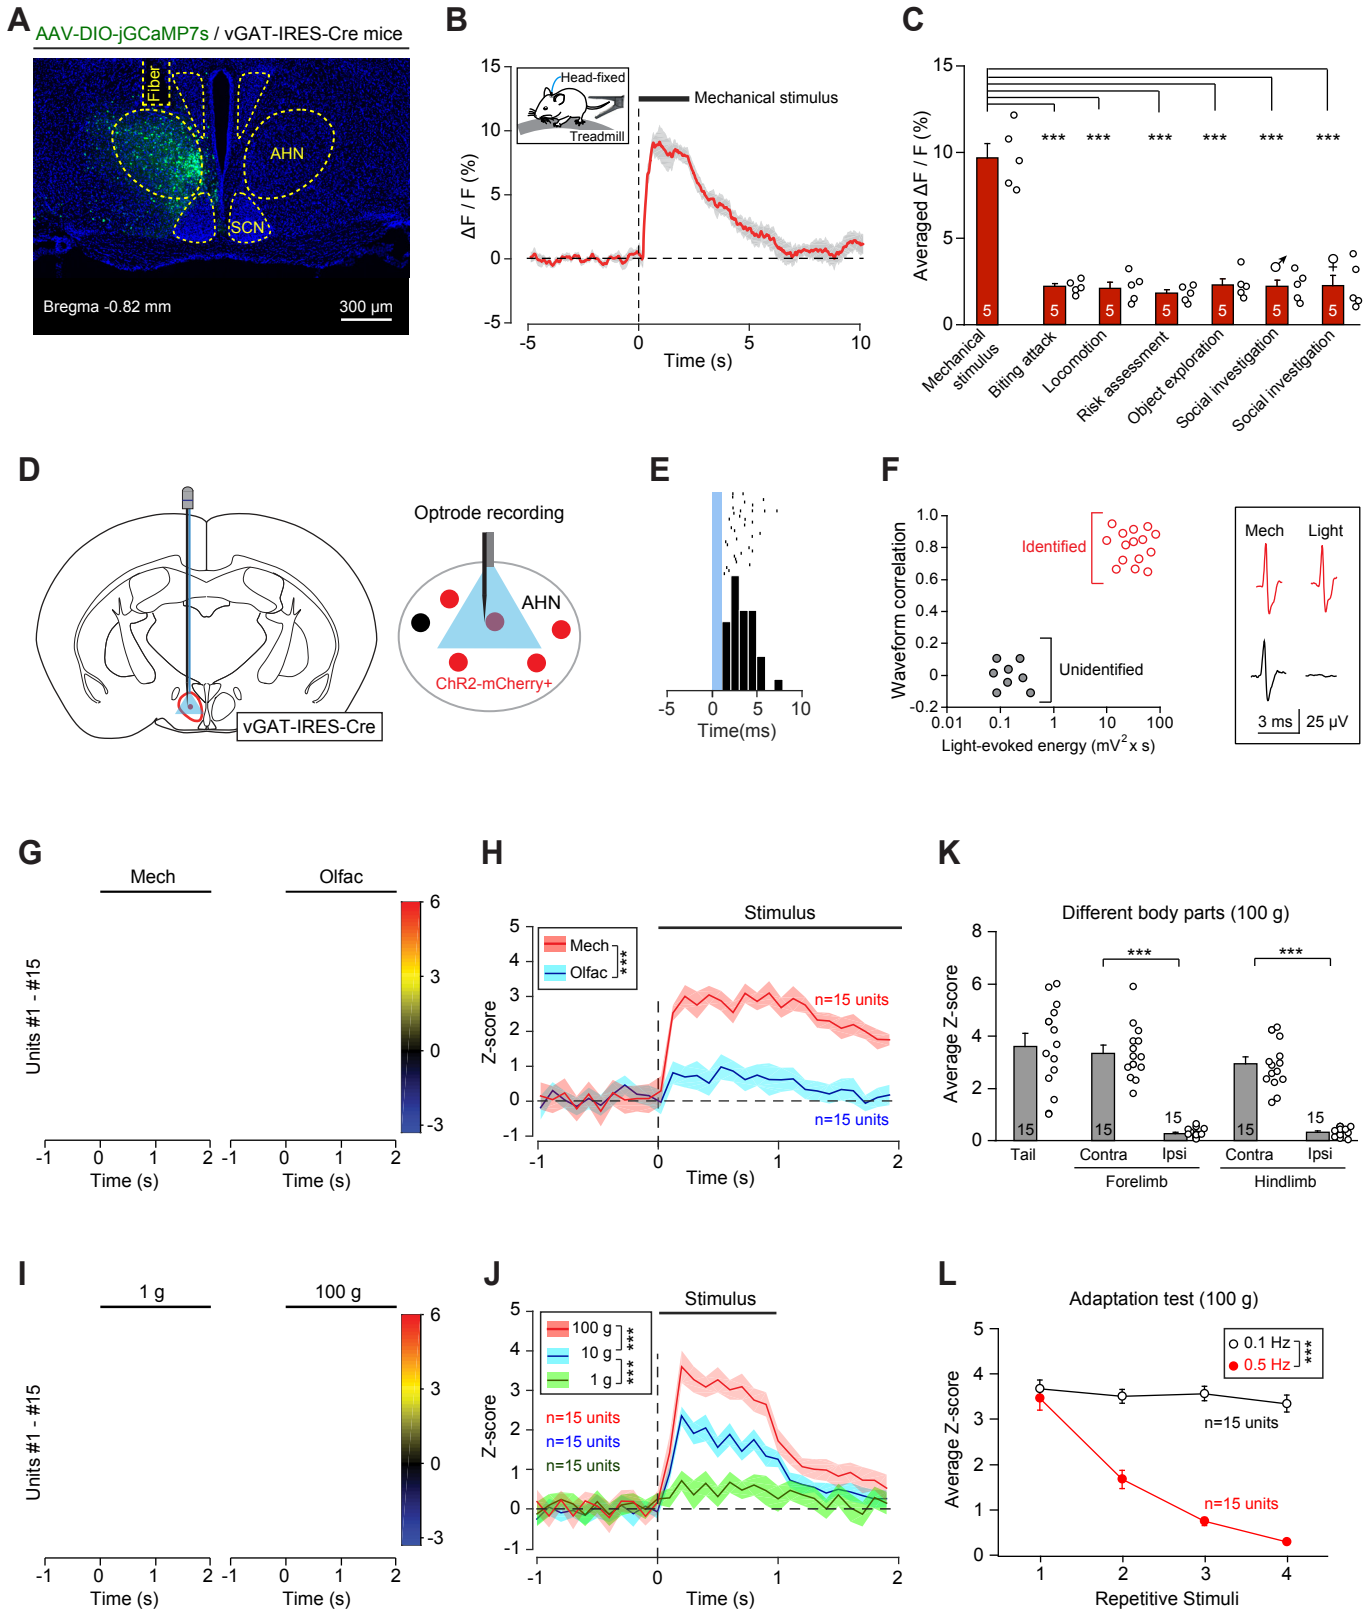 A
AAV-DIO-jGCaMP7s / vGAT-IRES-Cre mice
Fiber
AHN
SCN
Bregma -0.82 mm
300 µm
B
Head-fixed
Treadmill
Mechanical stimulus
15
10
5
0
-5
ΔF / F (%)
-5
0
5
10
Time (s)
C
15
10
5
0
Averaged ΔF / F (%)
*** *** *** *** *** ***
♂ ♀
5 5 5 5 5 5 5
Mechanical stimulus
Biting attack
Locomotion
Risk assessment
Object exploration
Social investigation
Social investigation
D
vGAT-IRES-Cre
Optrode recording
AHN
ChR2-mCherry+
E
-5 0 5 10
Time(ms)
F
1.0
0.8
0.6
0.4
0.2
0
-0.2
Waveform correlation
Identified
Unidentified
0.01 0.1 1 10 100
Light-evoked energy (mV² x s)
Mech Light
3 ms 25 µV
G
Mech Olfac
Units #1 - #15
6
3
0
-3
-1 0 1 2 -1 0 1 2
Time (s) Time (s)
H
Stimulus
Mech
Olfac
***
n=15 units
n=15 units
5
4
3
2
1
0
-1
Z-score
-1 0 1 2
Time (s)
K
Different body parts (100 g)
8
6
4
2
0
Average Z-score
*** ***
15 15 15 15 15
Tail Contra Ipsi Contra Ipsi
Forelimb Hindlimb
I
1 g 100 g
Units #1 - #15
6
3
0
-3
-1 0 1 2 -1 0 1 2
Time (s) Time (s)
J
Stimulus
100 g
10 g
1 g
***
***
n=15 units
n=15 units
n=15 units
5
4
3
2
1
0
-1
Z-score
-1 0 1 2
Time (s)
L
Adaptation test (100 g)
0.1 Hz
0.5 Hz
***
n=15 units
n=15 units
5
4
3
2
1
0
Average Z-score
1 2 3 4
Repetitive Stimuli